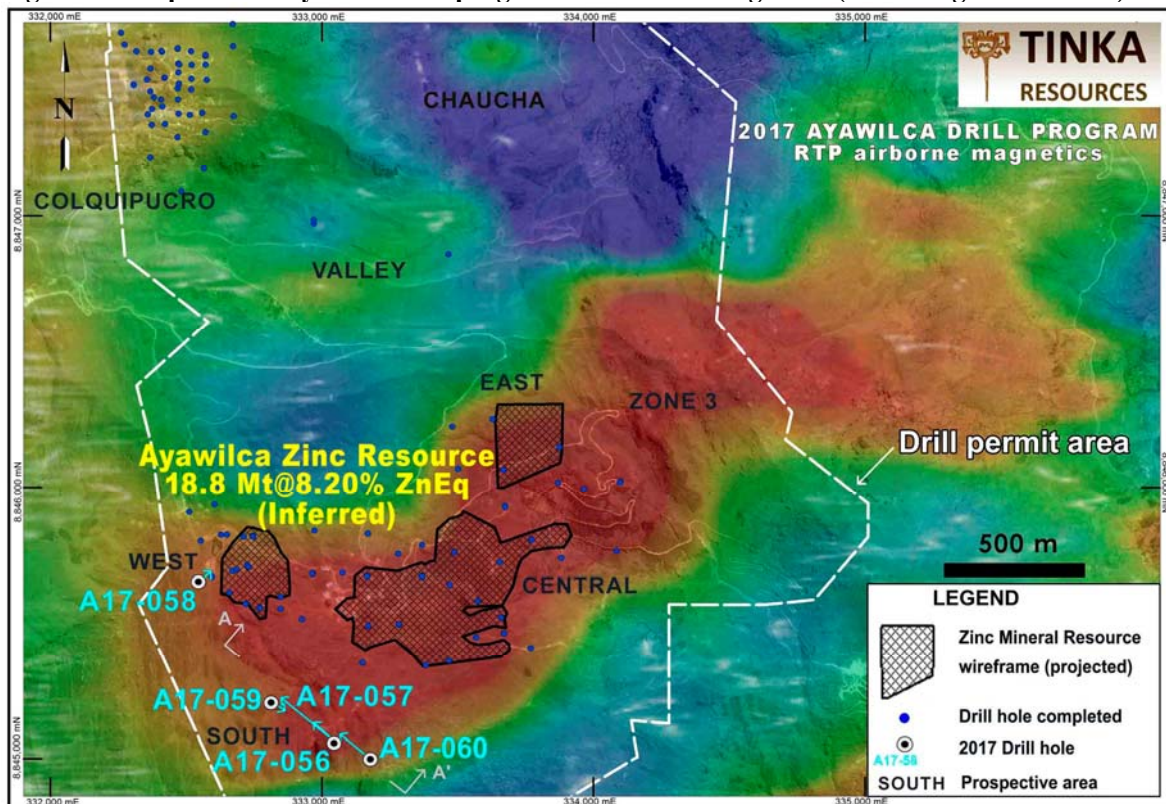 332,000 mE
333,000 mE
334,000 mE
335,000 mE
TINKA
RESOURCES
N
CHAUCHA
2017 AYAWILCA DRILL PROGRAM
RTP airborne magnetics
COLQUIPUCRO
8,847,000 mN
VALLEY
EAST
ZONE 3
Drill permit area
Ayawilca Zinc Resource
18.8 Mt@8.20% ZnEq
(Inferred)
8,846,000 mN
WEST
500 m
CENTRAL
A17-058
A
A17-059
A17-057
SOUTH
A17-056
A17-060
A'
8,845,000 mN
LEGEND
Zinc Mineral Resource
wireframe (projected)
Drill hole completed
2017 Drill hole
A17-58
SOUTH Prospective area
332,000 mE
333,000 mE
334,000 mE
335,000 mE